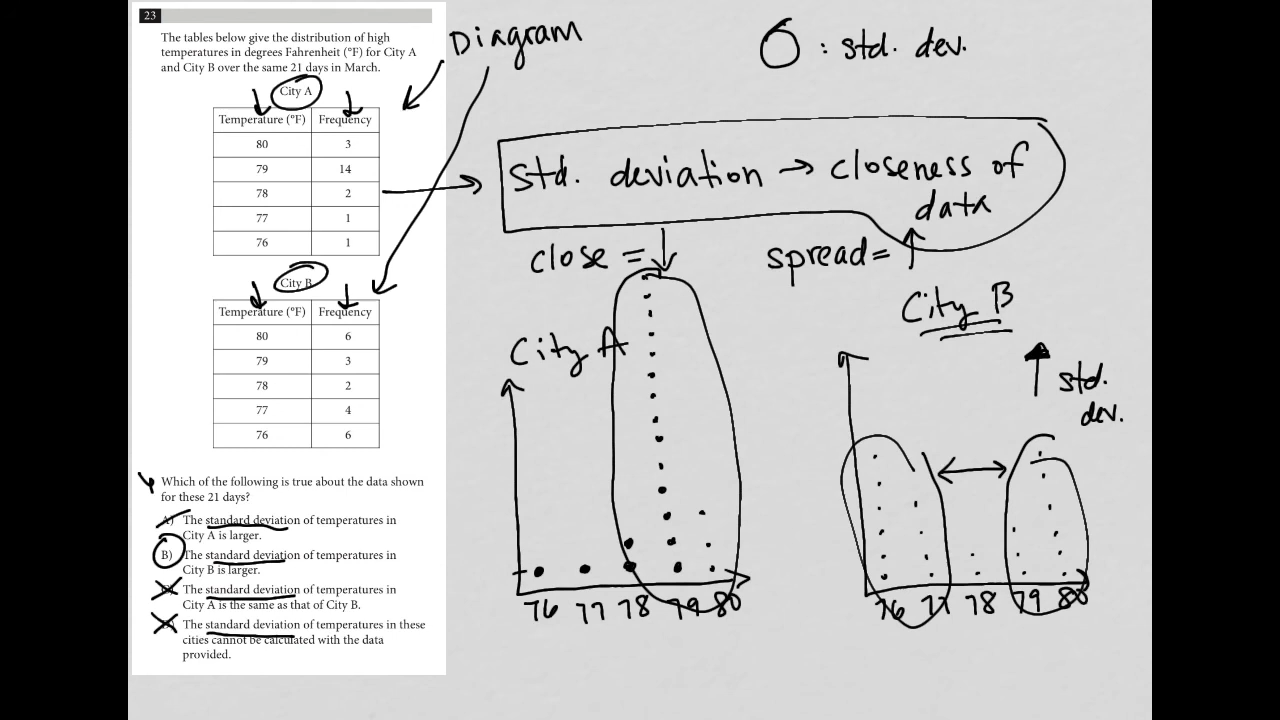 23
The tables below give the distribution of high
temperatures in degrees Fahrenheit (°F) for City A
and City B over the same 21 days in March.
City A
Temperature (°F) Frequency
80 3
79 14
78 2
77 1
76 1
City B
Temperature (°F) Frequency
80 6
79 3
78 2
77 4
76 6
Which of the following is true about the data shown
for these 21 days?
A) The standard deviation of temperatures in
City A is larger.
B) The standard deviation of temperatures in
City B is larger.
C) The standard deviation of temperatures in
City A is the same as that of City B.
D) The standard deviation of temperatures in these
cities cannot be calculated with the data
provided.
Diagram
σ : std. dev.
Std. deviation → closeness of
data
close = ↓
spread = ↑
City A
76 77 78 79 80
City B
↑ std.
dev.
76 77 78 79 80